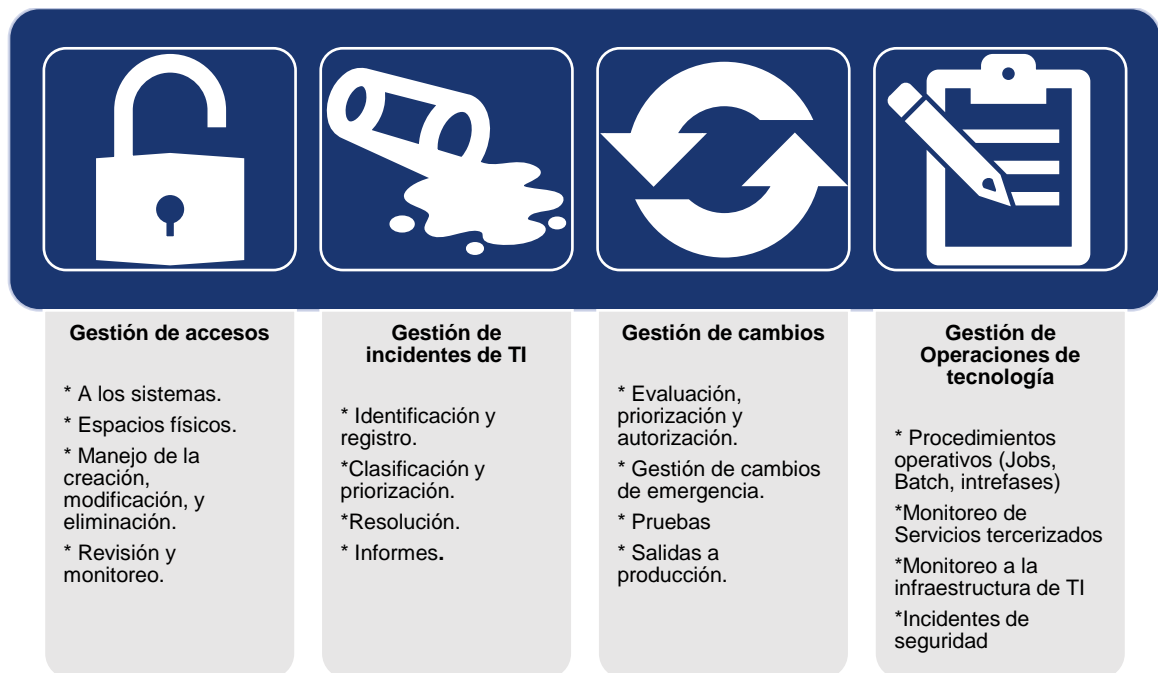 Gestión de accesos
* A los sistemas.
* Espacios físicos.
* Manejo de la
creación,
modificación, y
eliminación.
* Revisión y
monitoreo.
Gestión de
incidentes de TI
* Identificación y
registro.
*Clasificación y
priorización.
*Resolución.
* Informes.
Gestión de cambios
* Evaluación,
priorización y
autorización.
* Gestión de cambios
de emergencia.
* Pruebas
* Salidas a
producción.
Gestión de
Operaciones de
tecnología
* Procedimientos
operativos (Jobs,
Batch, intrefases)
*Monitoreo de
Servicios tercerizados
*Monitoreo a la
infraestructura de TI
*Incidentes de
seguridad